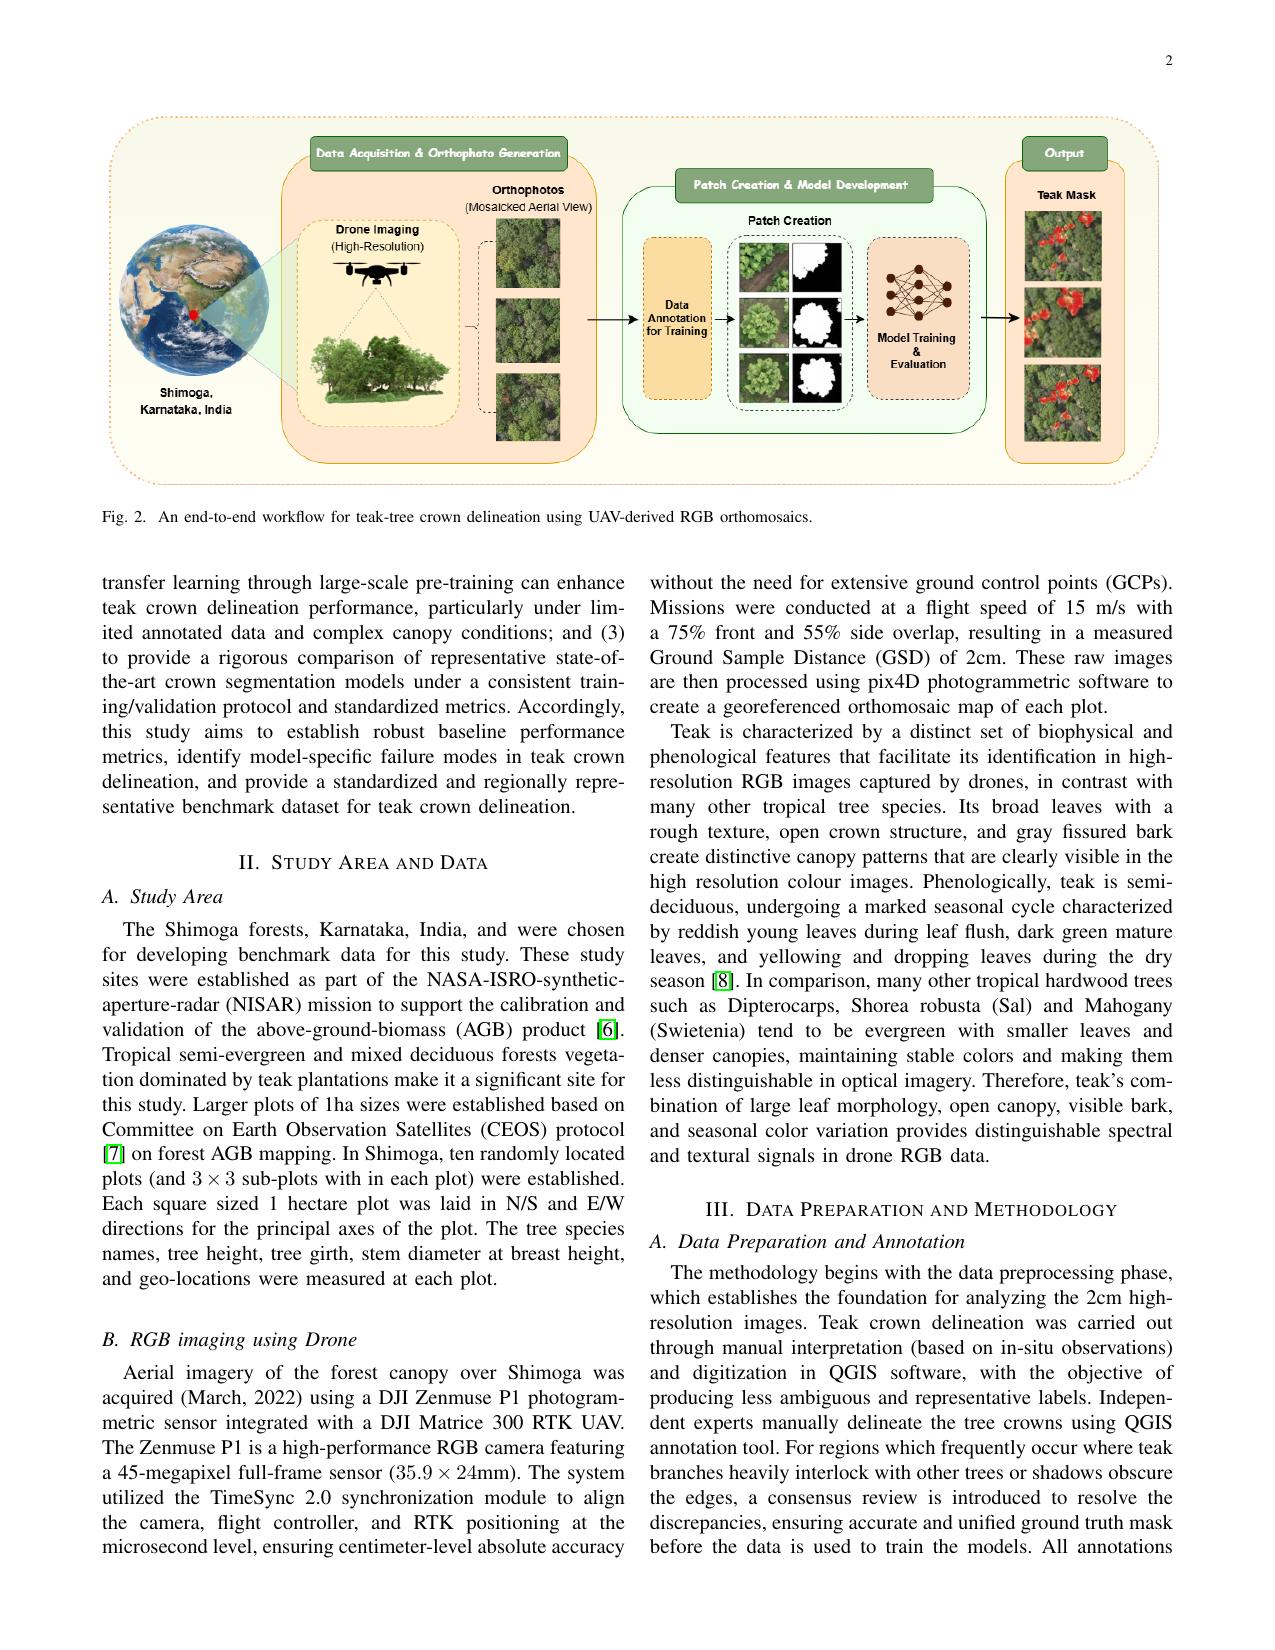 2
Data Acquisition & Orthophoto Generation
Output
Patch Creation & Model Development
Orthophotos
(Mosaicked Aerial View)
Teak Mask
Drone Imaging
(High-Resolution)
Patch Creation
Data
Annotation
for Training
Model Training
&
Evaluation
Shimoga,
Karnataka, India
Fig. 2. An end-to-end workflow for teak-tree crown delineation using UAV-derived RGB orthomosaics.
transfer learning through large-scale pre-training can enhance
teak crown delineation performance, particularly under lim-
ited annotated data and complex canopy conditions; and (3)
to provide a rigorous comparison of representative state-of-
the-art crown segmentation models under a consistent train-
ing/validation protocol and standardized metrics. Accordingly,
this study aims to establish robust baseline performance
metrics, identify model-specific failure modes in teak crown
delineation, and provide a standardized and regionally repre-
sentative benchmark dataset for teak crown delineation.
II. STUDY AREA AND DATA
A. Study Area
The Shimoga forests, Karnataka, India, and were chosen
for developing benchmark data for this study. These study
sites were established as part of the NASA-ISRO-synthetic-
aperture-radar (NISAR) mission to support the calibration and
validation of the above-ground-biomass (AGB) product [6].
Tropical semi-evergreen and mixed deciduous forests vegeta-
tion dominated by teak plantations make it a significant site for
this study. Larger plots of 1ha sizes were established based on
Committee on Earth Observation Satellites (CEOS) protocol
[7] on forest AGB mapping. In Shimoga, ten randomly located
plots (and 3 × 3 sub-plots with in each plot) were established.
Each square sized 1 hectare plot was laid in N/S and E/W
directions for the principal axes of the plot. The tree species
names, tree height, tree girth, stem diameter at breast height,
and geo-locations were measured at each plot.
B. RGB imaging using Drone
Aerial imagery of the forest canopy over Shimoga was
acquired (March, 2022) using a DJI Zenmuse P1 photogram-
metric sensor integrated with a DJI Matrice 300 RTK UAV.
The Zenmuse P1 is a high-performance RGB camera featuring
a 45-megapixel full-frame sensor (35.9 × 24mm). The system
utilized the TimeSync 2.0 synchronization module to align
the camera, flight controller, and RTK positioning at the
microsecond level, ensuring centimeter-level absolute accuracy
without the need for extensive ground control points (GCPs).
Missions were conducted at a flight speed of 15 m/s with
a 75% front and 55% side overlap, resulting in a measured
Ground Sample Distance (GSD) of 2cm. These raw images
are then processed using pix4D photogrammetric software to
create a georeferenced orthomosaic map of each plot.
Teak is characterized by a distinct set of biophysical and
phenological features that facilitate its identification in high-
resolution RGB images captured by drones, in contrast with
many other tropical tree species. Its broad leaves with a
rough texture, open crown structure, and gray fissured bark
create distinctive canopy patterns that are clearly visible in the
high resolution colour images. Phenologically, teak is semi-
deciduous, undergoing a marked seasonal cycle characterized
by reddish young leaves during leaf flush, dark green mature
leaves, and yellowing and dropping leaves during the dry
season [8]. In comparison, many other tropical hardwood trees
such as Dipterocarps, Shorea robusta (Sal) and Mahogany
(Swietenia) tend to be evergreen with smaller leaves and
denser canopies, maintaining stable colors and making them
less distinguishable in optical imagery. Therefore, teak's com-
bination of large leaf morphology, open canopy, visible bark,
and seasonal color variation provides distinguishable spectral
and textural signals in drone RGB data.
III. DATA PREPARATION AND METHODOLOGY
A. Data Preparation and Annotation
The methodology begins with the data preprocessing phase,
which establishes the foundation for analyzing the 2cm high-
resolution images. Teak crown delineation was carried out
through manual interpretation (based on in-situ observations)
and digitization in QGIS software, with the objective of
producing less ambiguous and representative labels. Indepen-
dent experts manually delineate the tree crowns using QGIS
annotation tool. For regions which frequently occur where teak
branches heavily interlock with other trees or shadows obscure
the edges, a consensus review is introduced to resolve the
discrepancies, ensuring accurate and unified ground truth mask
before the data is used to train the models. All annotations